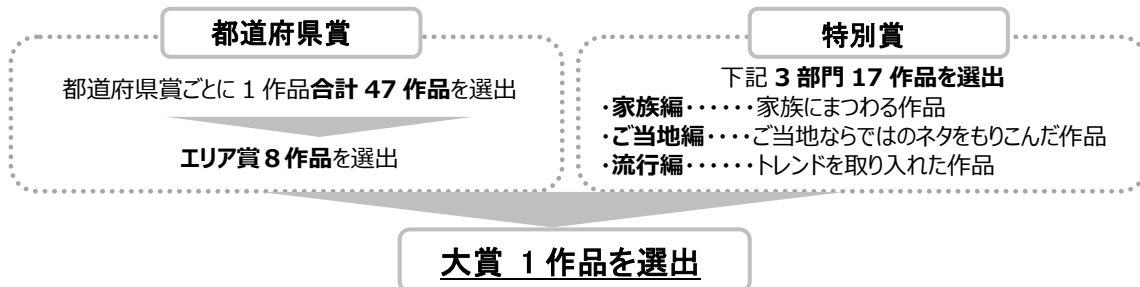 都道府県賞
都道府県賞ごとに 1 作品合計 47 作品を選出
エリア賞 8 作品を選出
特別賞
下記 3 部門 17 作品を選出
・家族編・・・・・・家族にまつわる作品
・ご当地編・・・・ご当地ならではのネタをもりこんだ作品
・流行編・・・・・・トレンドを取り入れた作品
大賞 1 作品を選出